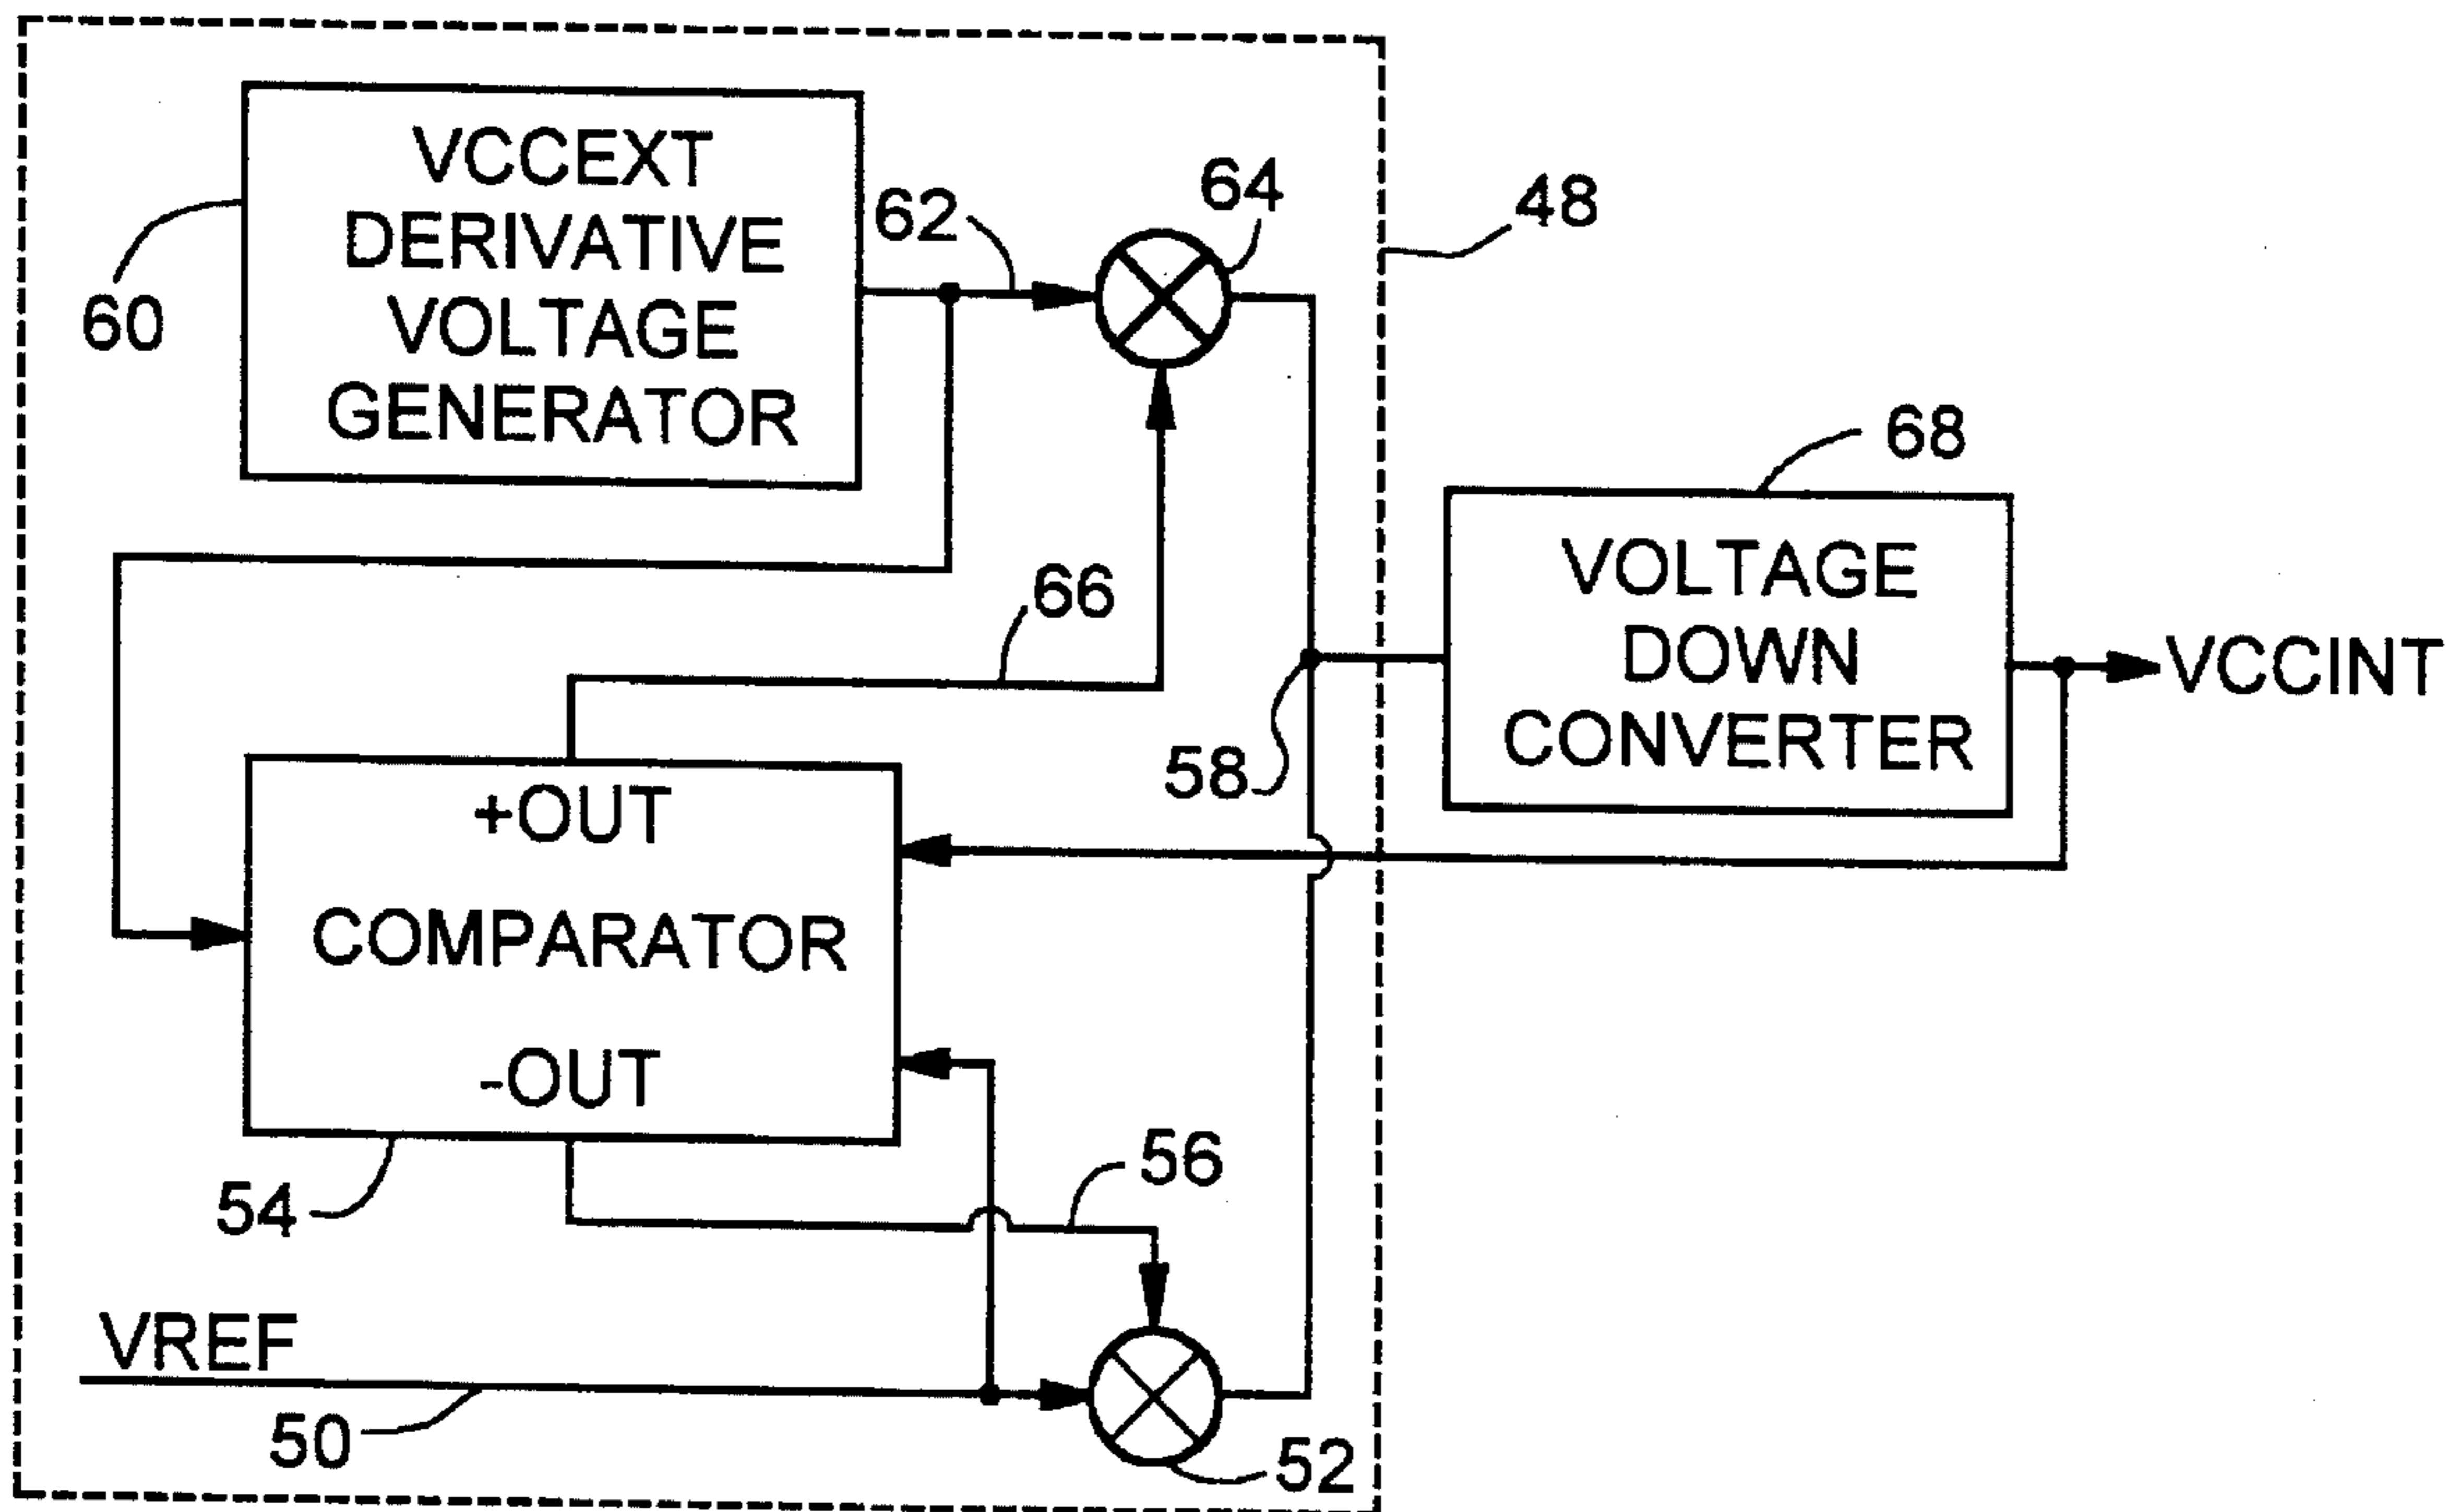 VCCEXT
DERIVATIVE
VOLTAGE
GENERATOR
60
62
64
48
66
68
VOLTAGE
DOWN
CONVERTER
VCCINT
58
+OUT
COMPARATOR
-OUT
54
56
VREF
50
52